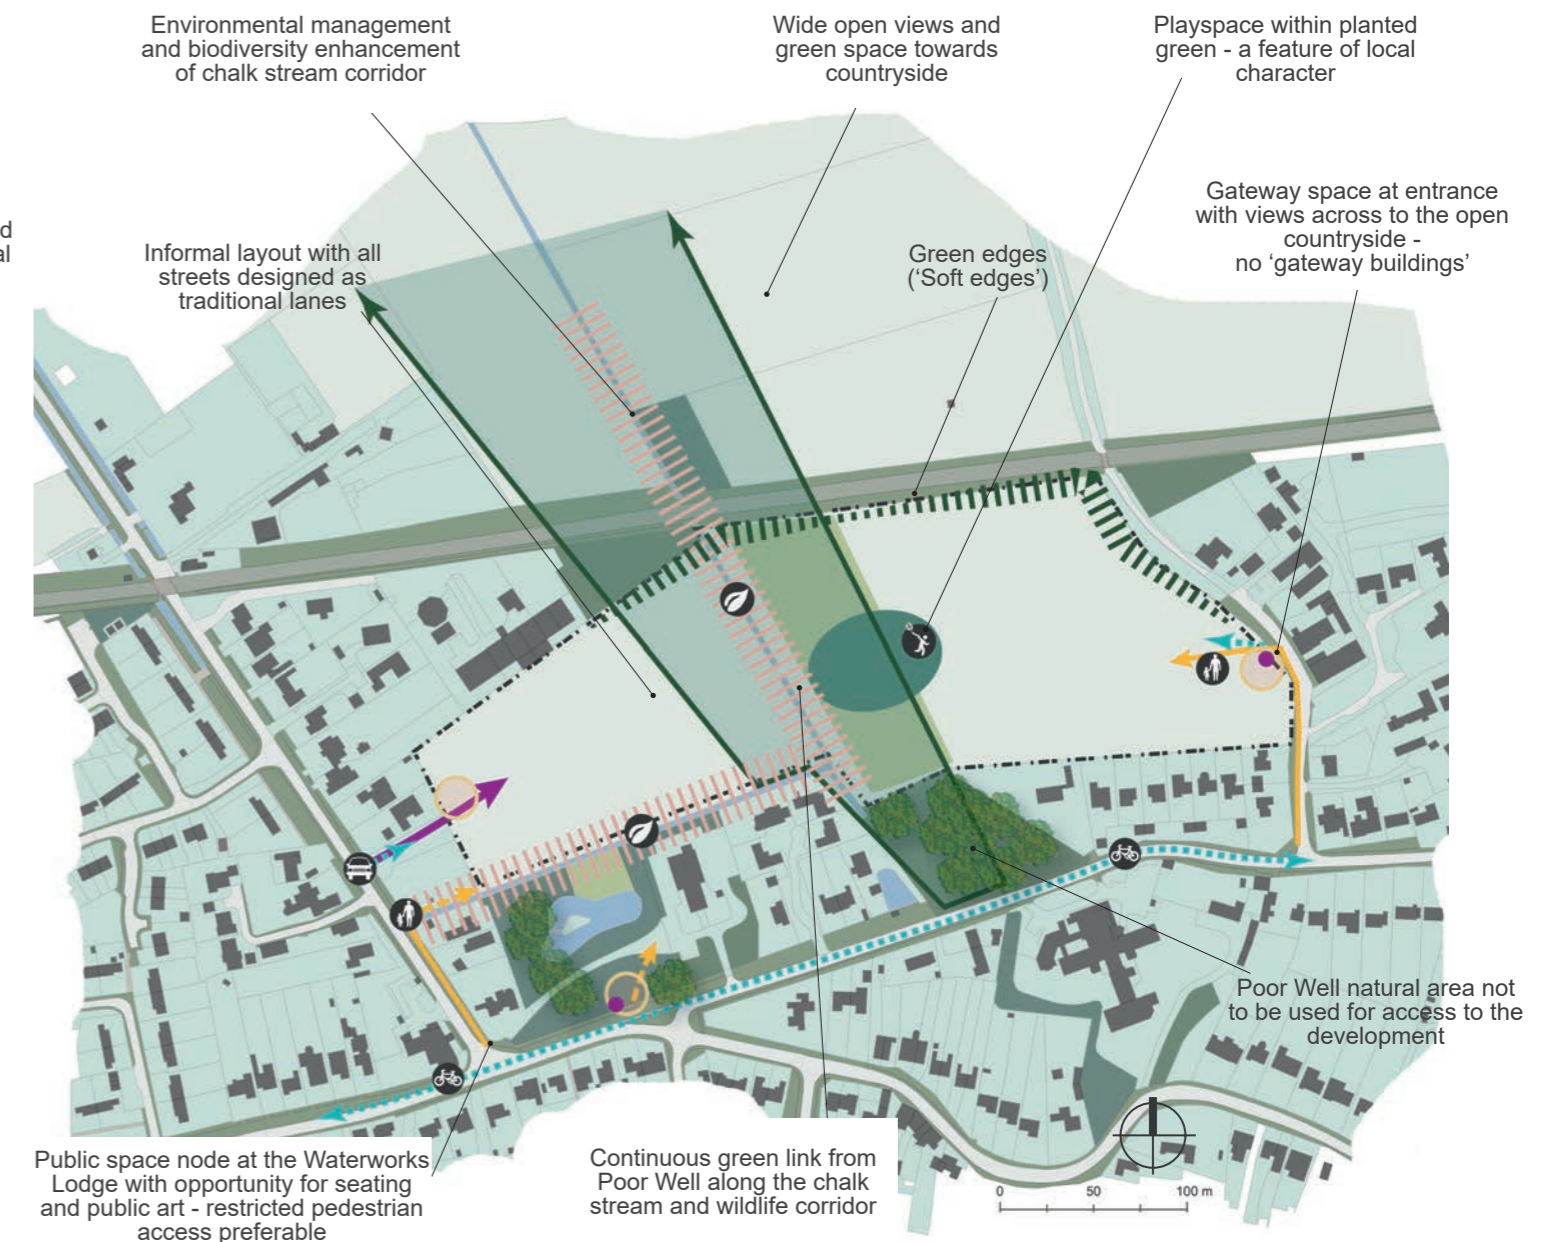 Environmental management
and biodiversity enhancement
of chalk stream corridor
Wide open views and
green space towards
countryside
Playspace within planted
green - a feature of local
character
Gateway space at entrance
with views across to the open
countryside -
no ‘gateway buildings’
d
al
Informal layout with all
streets designed as
traditional lanes
Green edges
(‘Soft edges’)
Poor Well natural area not
to be used for access to the
development
Public space node at the Waterworks
Lodge with opportunity for seating
and public art - restricted pedestrian
access preferable
Continuous green link from
Poor Well along the chalk
stream and wildlife corridor
0 50 100 m